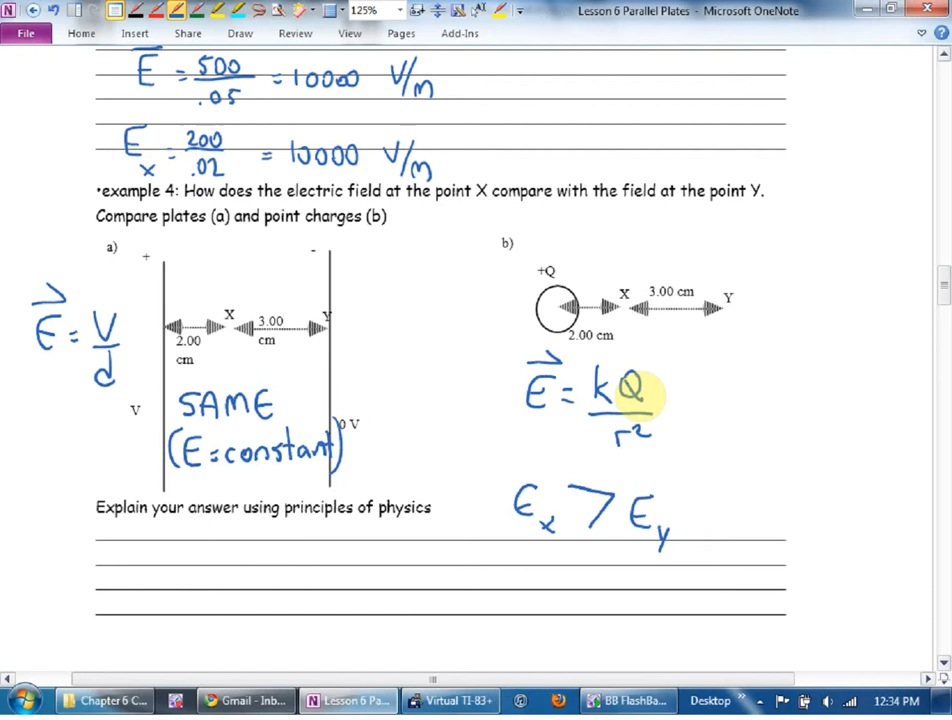 125%
Lesson 6 Parallel Plates - Microsoft OneNote
File Home Insert Share Draw Review View Pages Add-Ins
E = 500 / .05 = 10000 V/m
Ex = 200 / .02 = 10000 V/m
•example 4: How does the electric field at the point X compare with the field at the point Y.
Compare plates (a) and point charges (b)
a)
b)
+
-
+Q
X
3.00 cm
Y
X
3.00
Y
2.00
cm
2.00 cm
cm
E = V / d
E = kQ / r²
V
SAME
0 V
(E=constant)
Ex > Ey
Explain your answer using principles of physics
Chapter 6 C...
Gmail - Inb...
Lesson 6 Pa...
Virtual TI-83+
BB FlashBa...
Desktop
12:34 PM